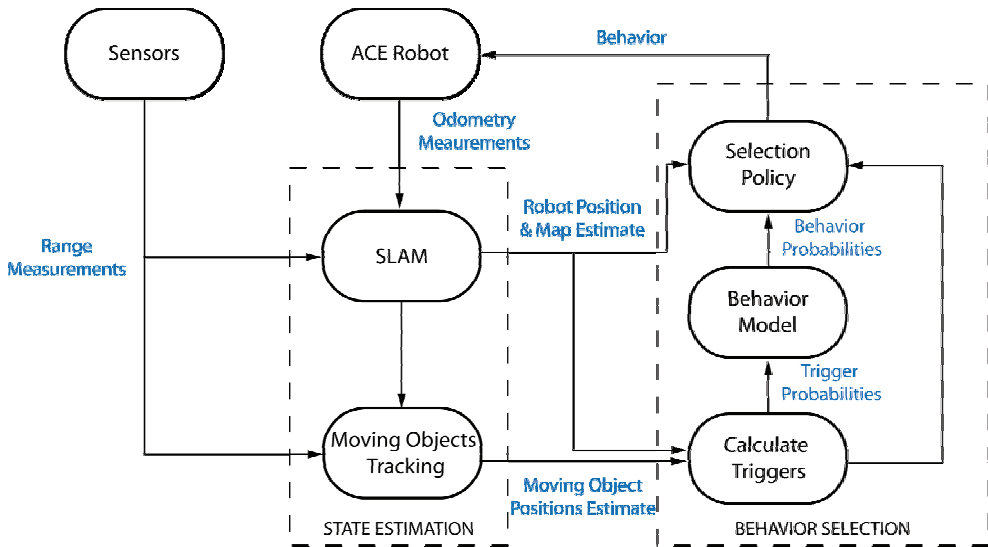 Sensors
ACE Robot
Behavior
Odometry
Meaurements
Selection
Policy
Robot Position
& Map Estimate
Range
Measurements
SLAM
Behavior
Probabilities
Behavior
Model
Trigger
Probabilities
Moving Objects
Tracking
Calculate
Triggers
Moving Object
Positions Estimate
STATE ESTIMATION
BEHAVIOR SELECTION